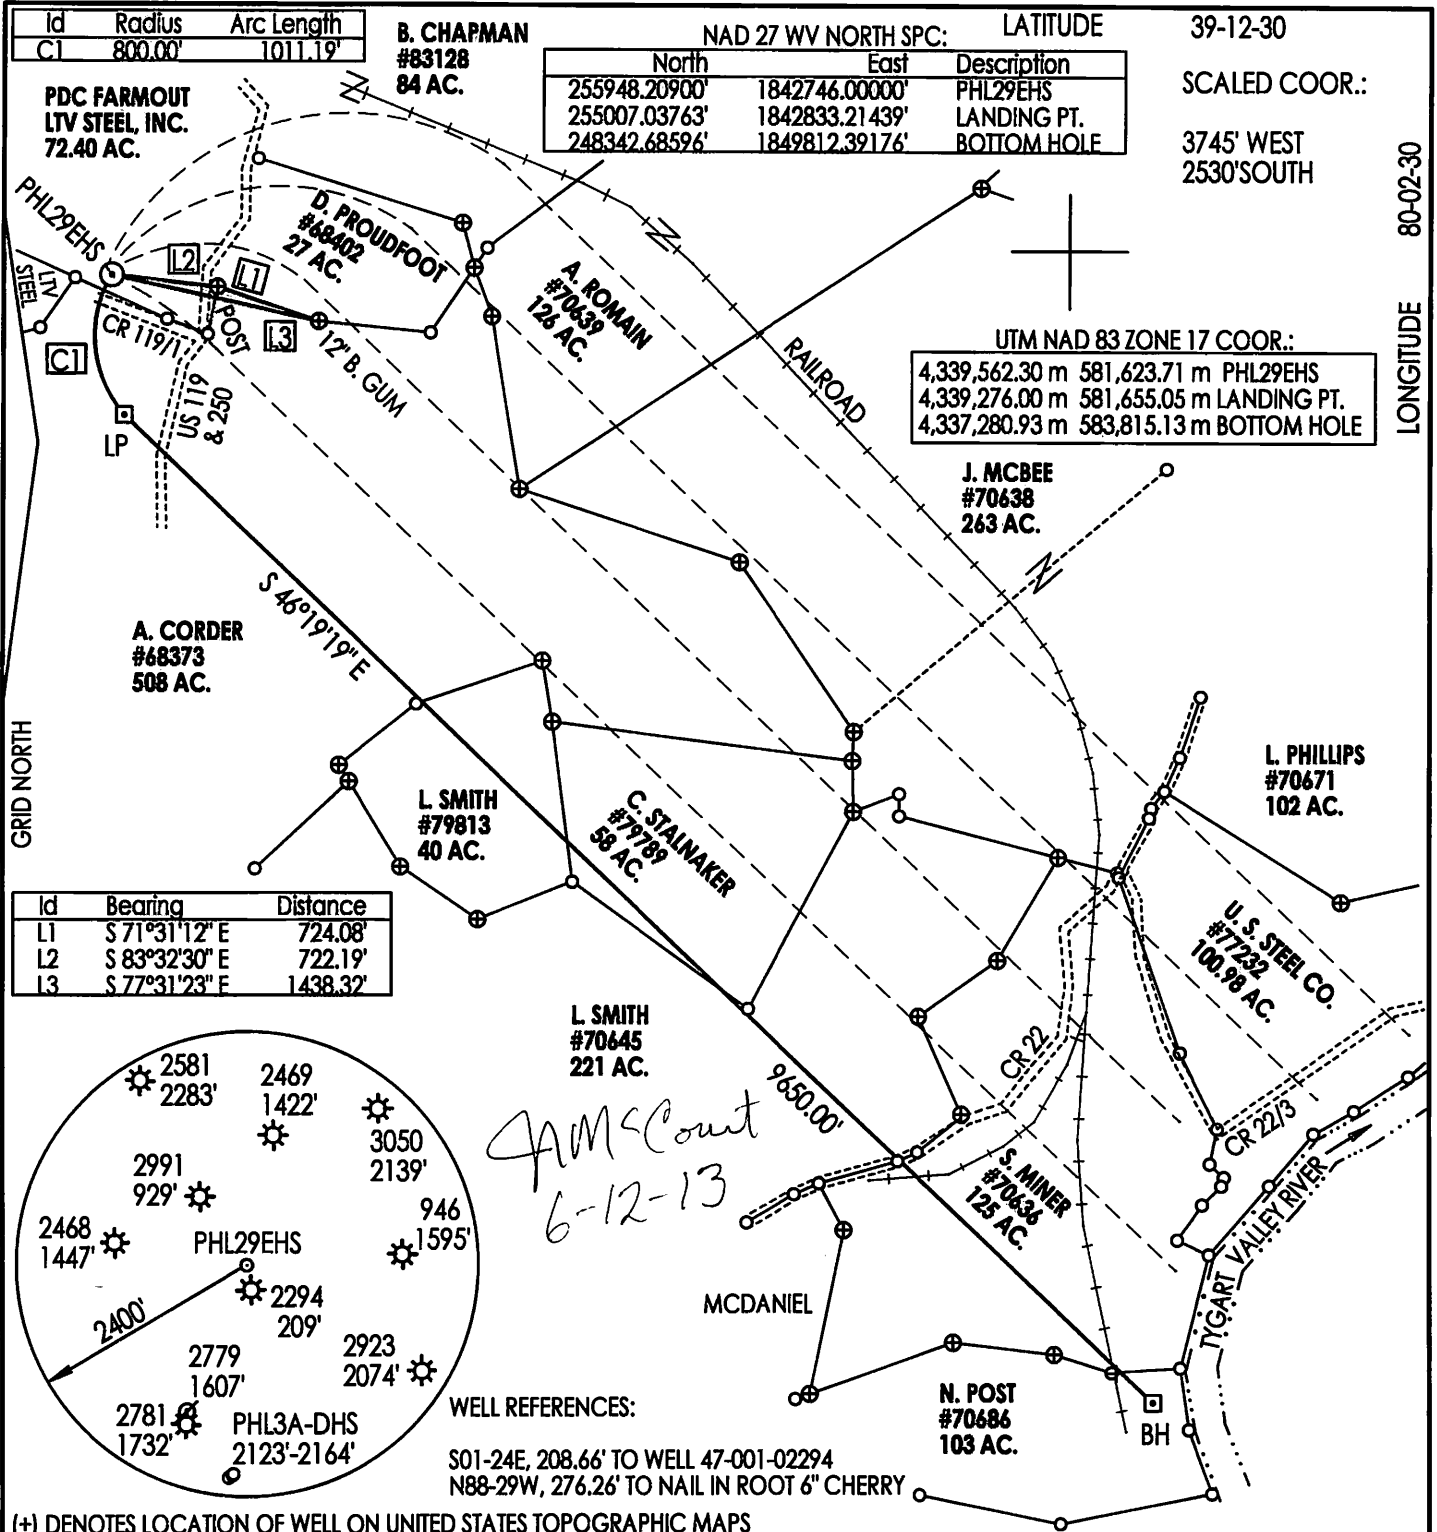 Id Radius Arc Length
C1 800.00' 1011.19'
B. CHAPMAN
#83128
84 AC.
NAD 27 WV NORTH SPC:
North East Description
255948.20900' 1842746.00000' PHL29EHS
255007.03763' 1842833.21439' LANDING PT.
248342.68596' 1849812.39176' BOTTOM HOLE
LATITUDE 39-12-30
SCALED COOR.:
3745' WEST
2530'SOUTH
LONGITUDE 80-02-30
PDC FARMOUT
LTV STEEL, INC.
72.40 AC.
PHL29EHS
LTV
STEEL
D. PROUDFOOT
#68402
27 AC.
L2
L1
L3
C1
CR 119/1
POST
12" B. GUM
US 119
& 250
LP
A. ROMAIN
#70639
126 AC.
RAILROAD
UTM NAD 83 ZONE 17 COOR.:
4,339,562.30 m 581,623.71 m PHL29EHS
4,339,276.00 m 581,655.05 m LANDING PT.
4,337,280.93 m 583,815.13 m BOTTOM HOLE
J. MCBEE
#70638
263 AC.
S 46°19'19" E
A. CORDER
#68373
508 AC.
GRID NORTH
L. SMITH
#79813
40 AC.
C. STALNAKER
#79789
58 AC.
L. PHILLIPS
#70671
102 AC.
U. S. STEEL CO.
#77232
100.98 AC.
Id Bearing Distance
L1 S 71°31'12" E 724.08'
L2 S 83°32'30" E 722.19'
L3 S 77°31'23" E 1438.32'
L. SMITH
#70645
221 AC.
9650.00'
CR 22
CR 22/3
TYGART VALLEY RIVER
S. MINER
#70636
125 AC.
JNMcCourt
6-12-13
MCDANIEL
N. POST
#70686
103 AC.
BH
2581
2283'
2469
1422'
3050
2139'
2991
929'
2468
1447'
946
1595'
PHL29EHS
2294
209'
2400'
2779
1607'
2923
2074'
2781
1732'
PHL3A-DHS
2123'-2164'
WELL REFERENCES:
S01-24E, 208.66' TO WELL 47-001-02294
N88-29W, 276.26' TO NAIL IN ROOT 6" CHERRY
(+) DENOTES LOCATION OF WELL ON UNITED STATES TOPOGRAPHIC MAPS